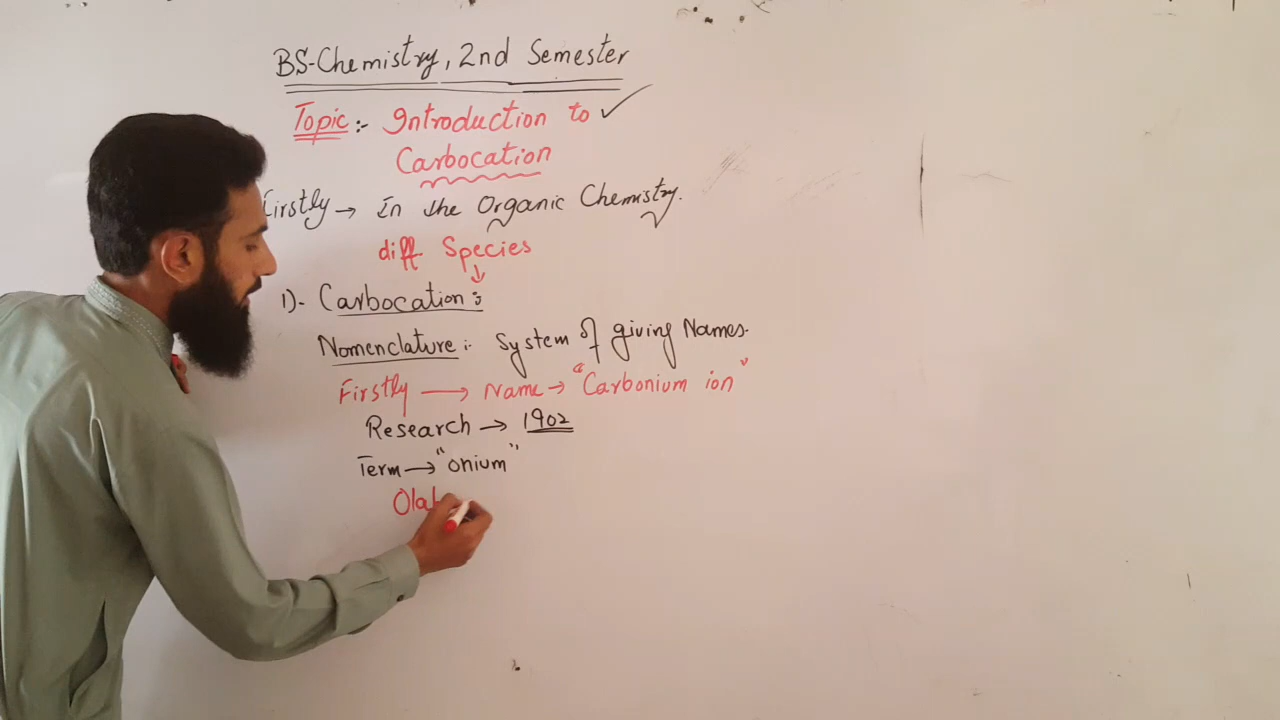 BS-Chemistry, 2nd Semester
Topic:- Introduction to ✓
Carbocation
Firstly → In the Organic Chemistry.
diff Species
↓
1)- Carbocation:
Nomenclature:- System of giving Names.
Firstly → Name → "Carbonium ion"
Research → 1902
Term → "onium"
Olah